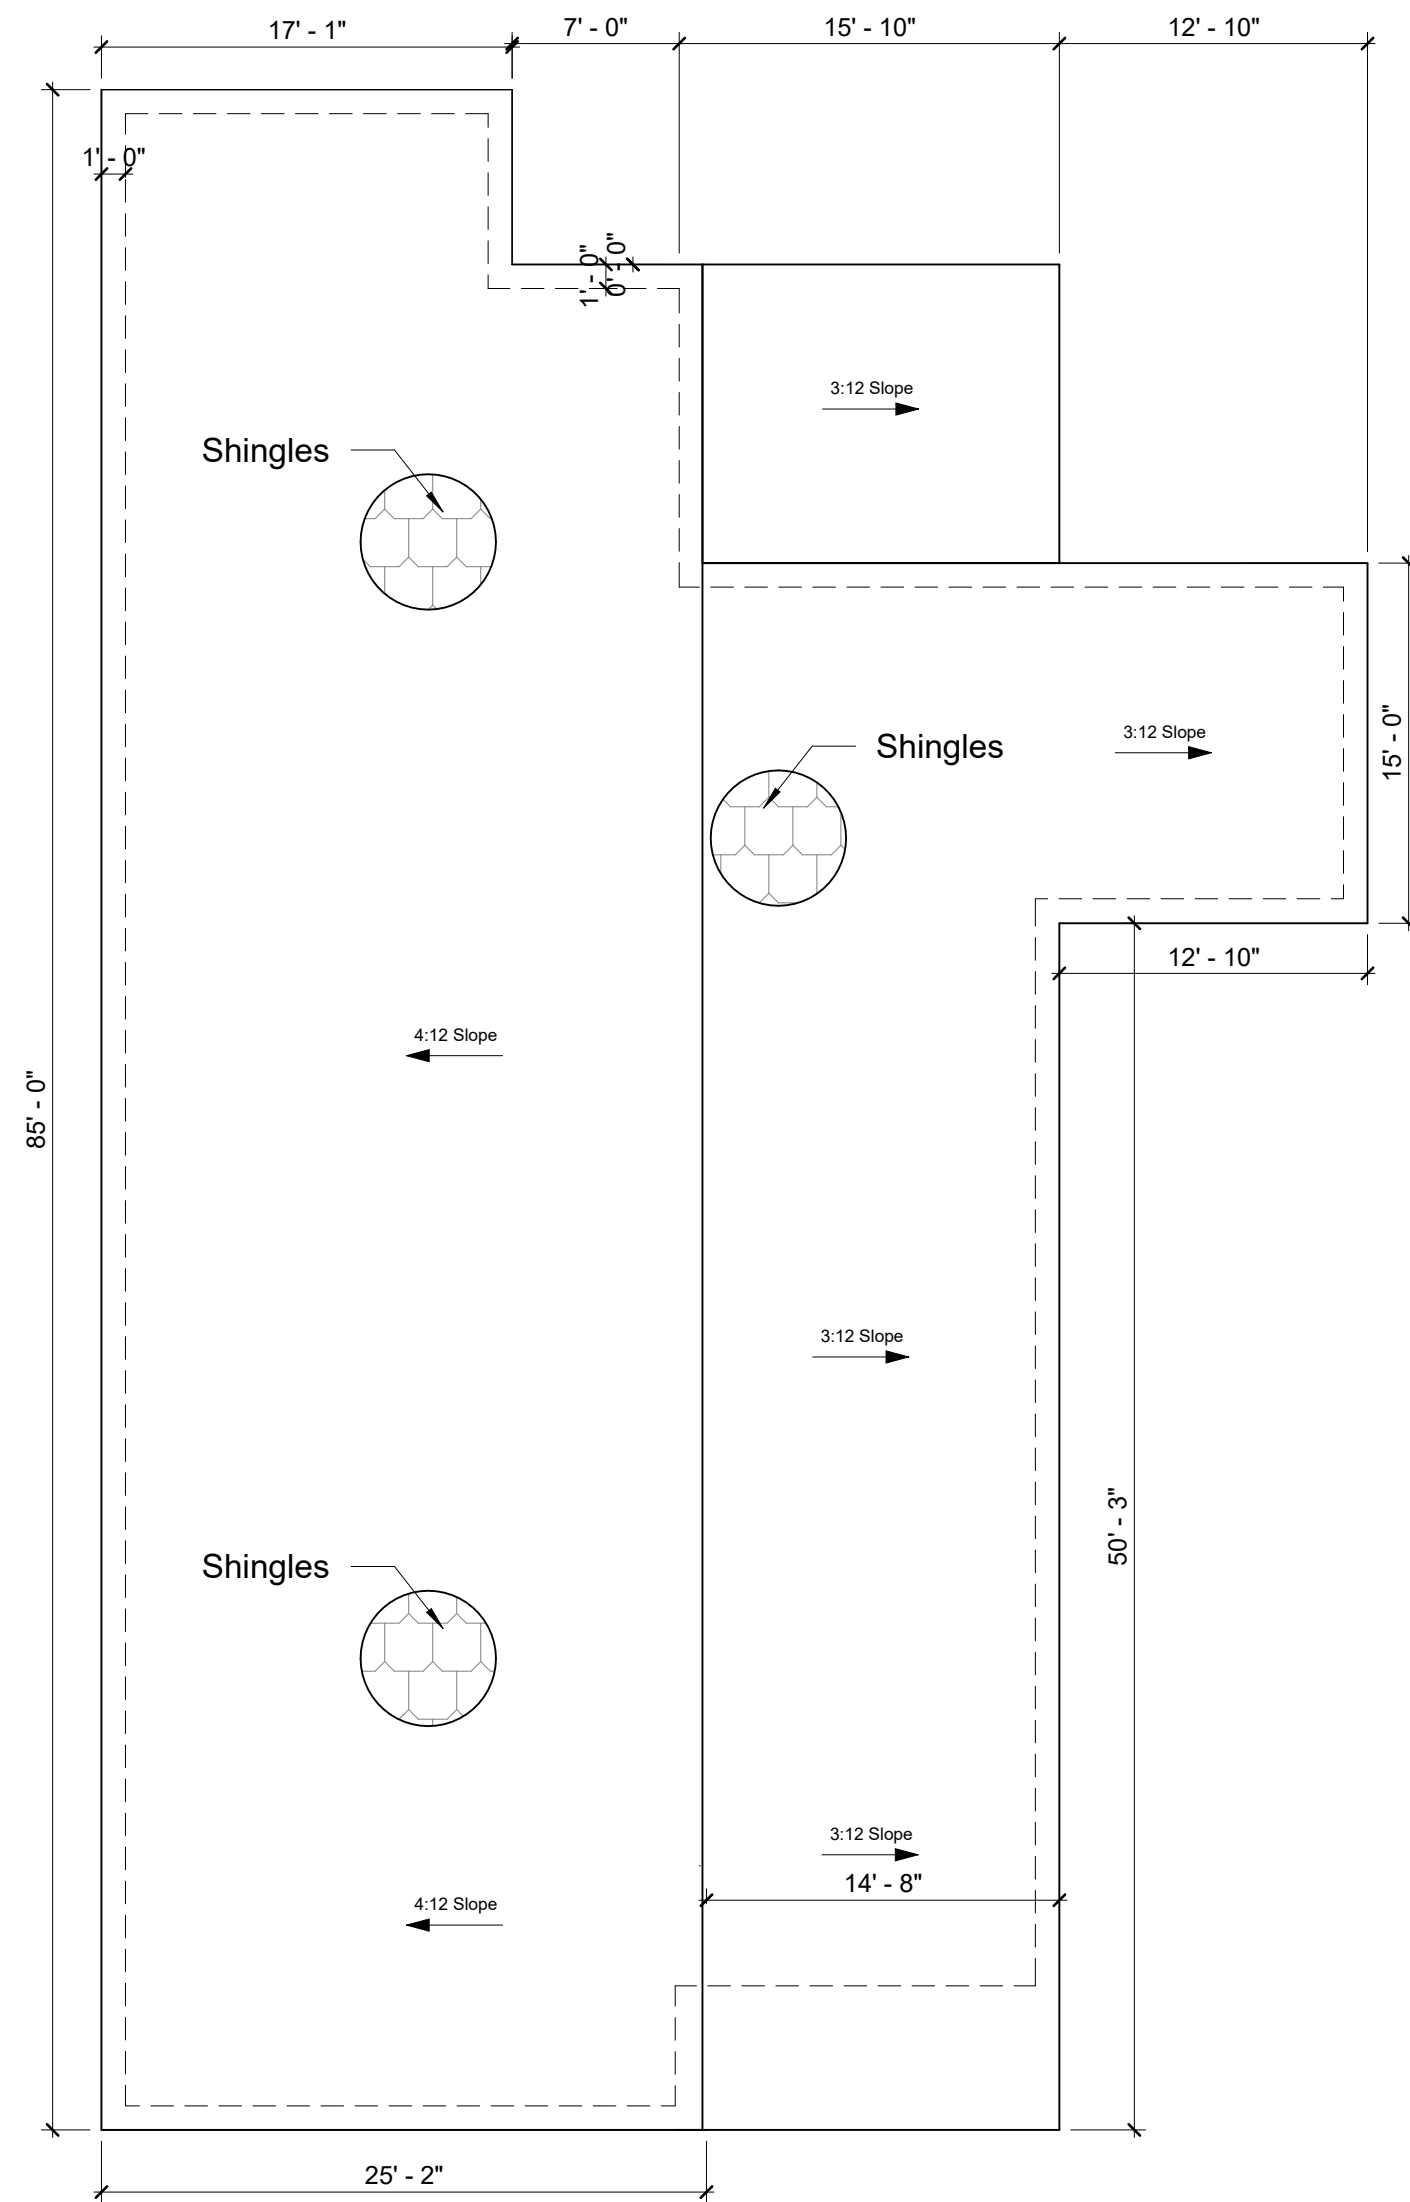 17' - 1"
7' - 0"
15' - 10"
12' - 10"
1' - 0"
1' - 0"
0' - 0"
3:12 Slope
Shingles
3:12 Slope
Shingles
15' - 0"
12' - 10"
4:12 Slope
85' - 0"
3:12 Slope
50' - 3"
Shingles
3:12 Slope
14' - 8"
4:12 Slope
25' - 2"